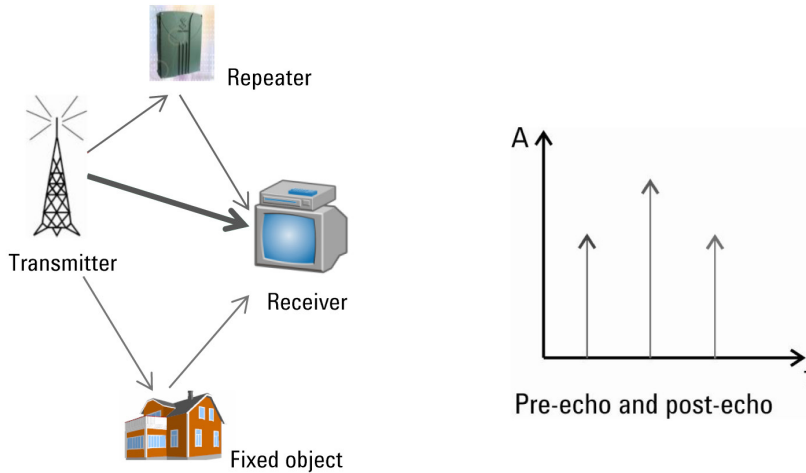 Repeater
Transmitter
Receiver
Fixed object
A
Pre-echo and post-echo